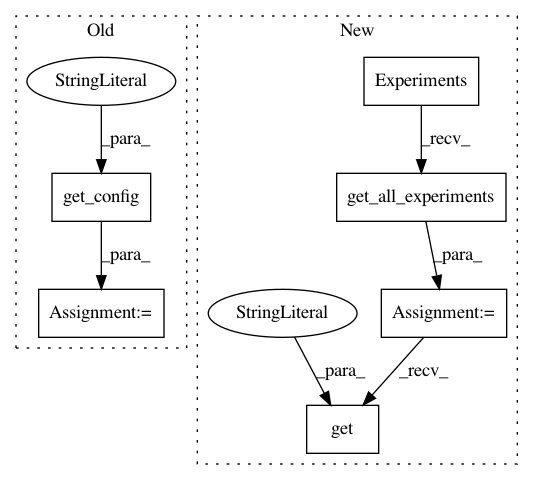 Old
StringLiteral
_para_
get_config
_para_
Assignment:=
New
Experiments
_recv_
get_all_experiments
_para_
StringLiteral
Assignment:=
_para_
_recv_
get